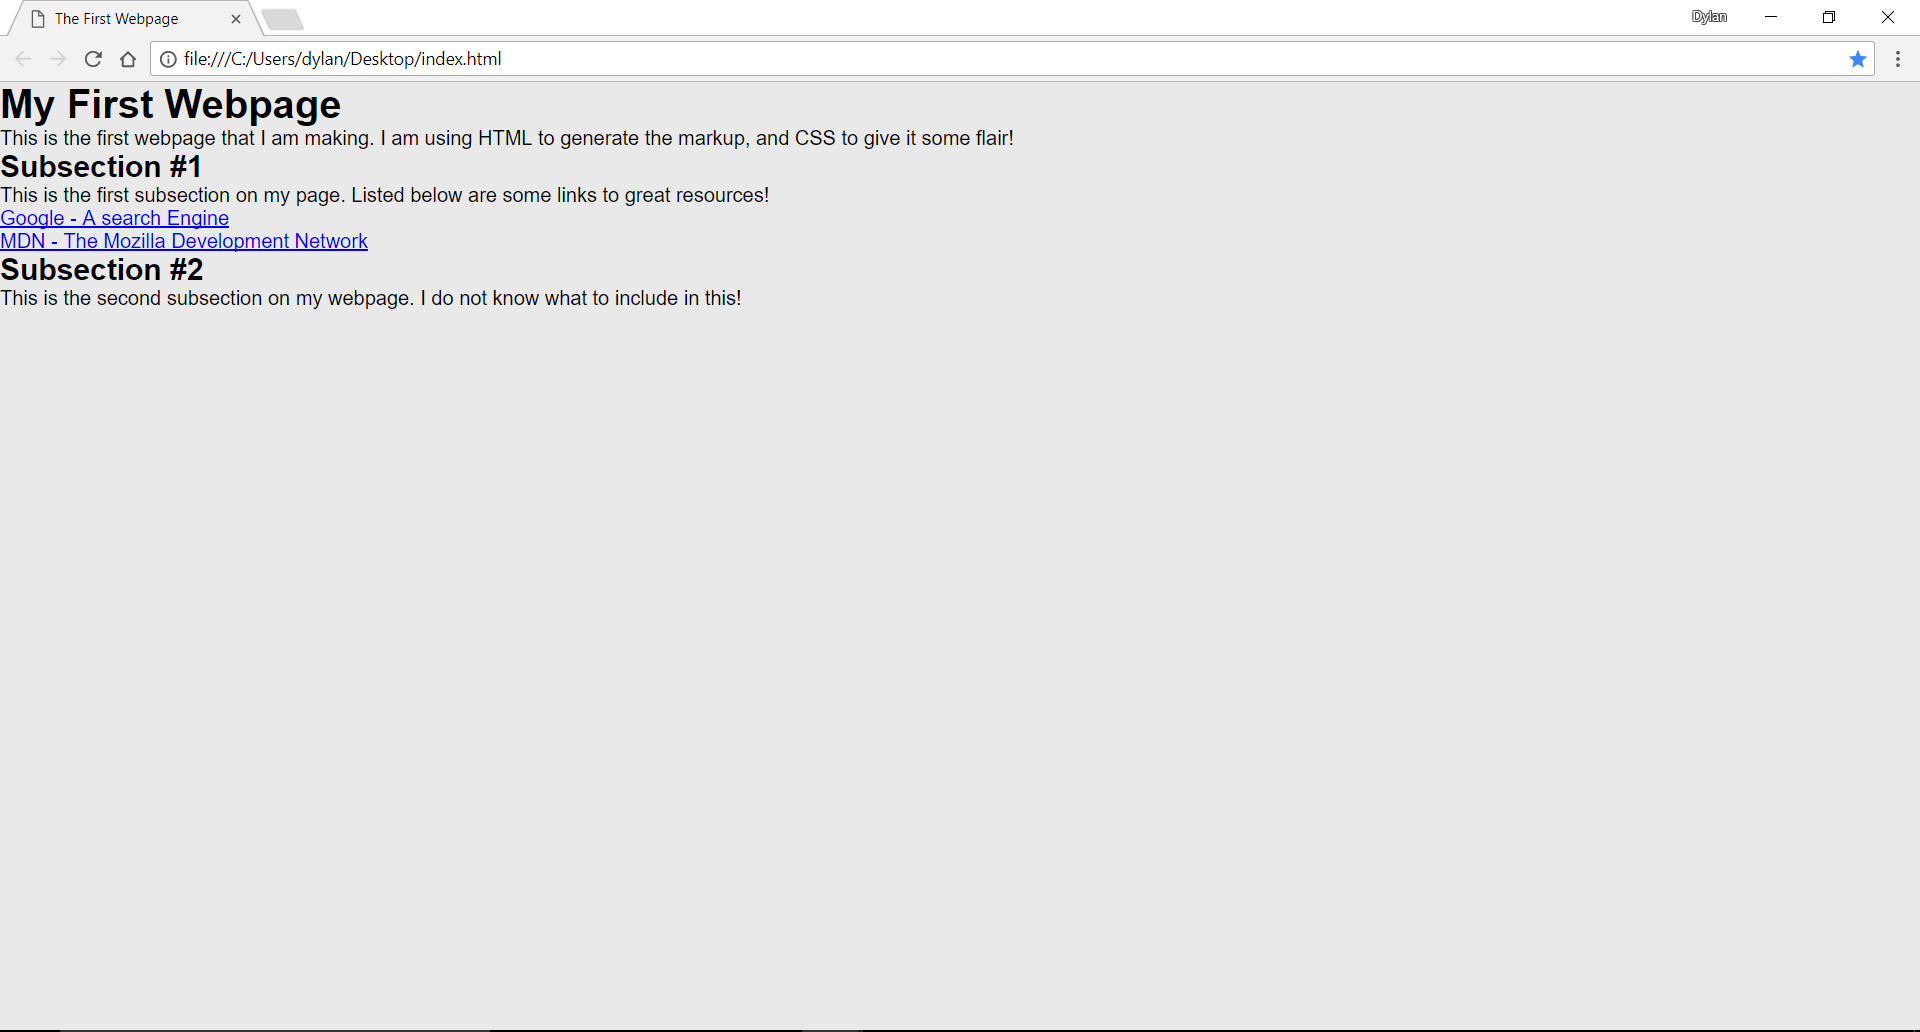 The First Webpage
Dylan
file:///C:/Users/dylan/Desktop/index.html
My First Webpage
This is the first webpage that I am making. I am using HTML to generate the markup, and CSS to give it some flair!
Subsection #1
This is the first subsection on my page. Listed below are some links to great resources!
Google - A search Engine
MDN - The Mozilla Development Network
Subsection #2
This is the second subsection on my webpage. I do not know what to include in this!